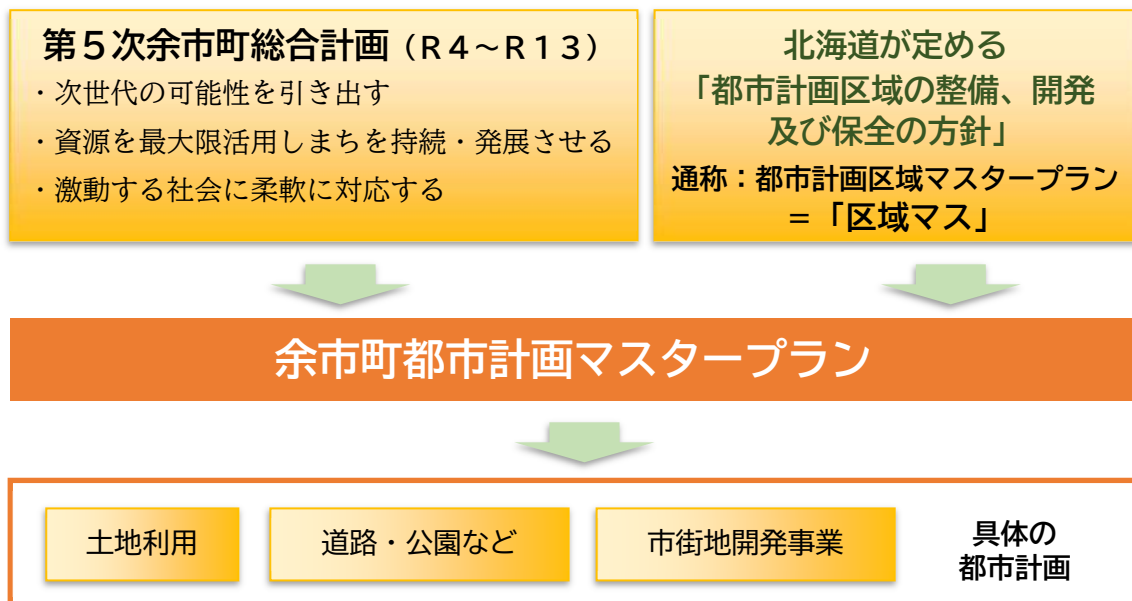 第５次余市町総合計画（Ｒ４～Ｒ１３）
・次世代の可能性を引き出す
・資源を最大限活用しまちを持続・発展させる
・激動する社会に柔軟に対応する
北海道が定める
「都市計画区域の整備、開発
及び保全の方針」
通称：都市計画区域マスタープラン
＝「区域マス」
余市町都市計画マスタープラン
土地利用
道路・公園など
市街地開発事業
具体の
都市計画